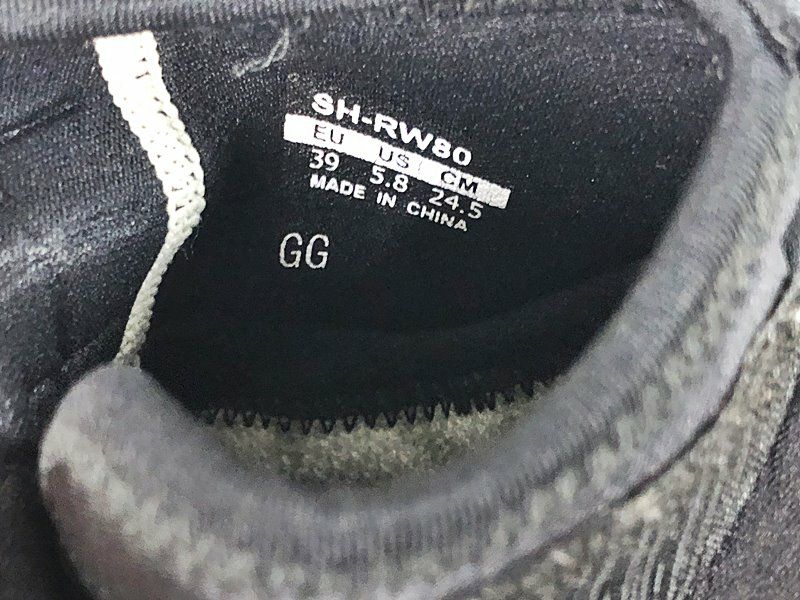 SH-RW80
EU US CM
39 5.8 24.5
MADE IN CHINA
GG